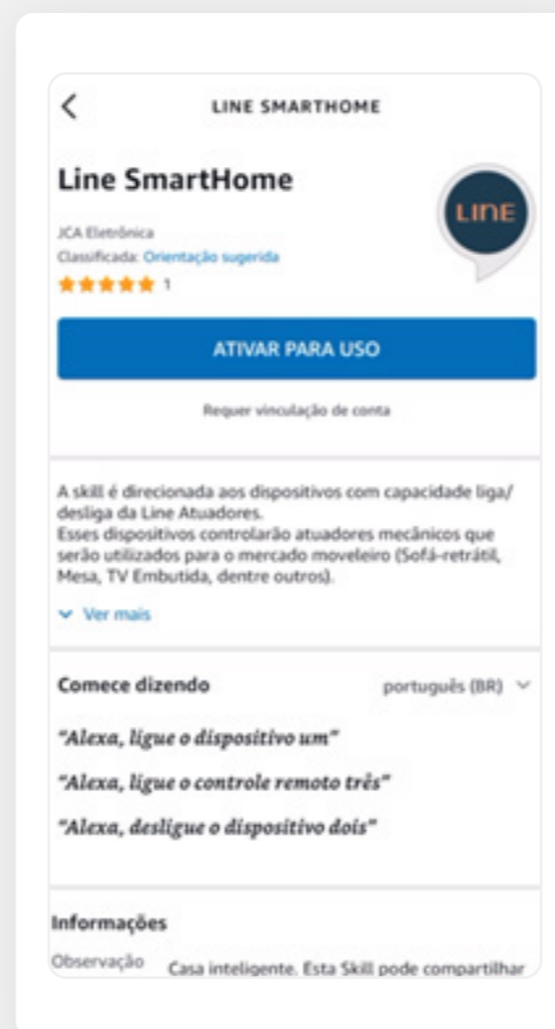 LINE SMARTHOME
Line SmartHome
LINE
JCA Eletrônica
Classificada: Orientação sugerida
1
ATIVAR PARA USO
Requer vinculação de conta
A skill é direcionada aos dispositivos com capacidade liga/
desliga da Line Atuadores.
Esses dispositivos controlarão atuadores mecânicos que
serão utilizados para o mercado moveleiro (Sofá-retrátil,
Mesa, TV Embutida, dentre outros).
Ver mais
Comece dizendo português (BR)
“Alexa, ligue o dispositivo um”
“Alexa, ligue o controle remoto três”
“Alexa, desligue o dispositivo dois”
Informações
Observação Casa inteligente. Esta Skill pode compartilhar